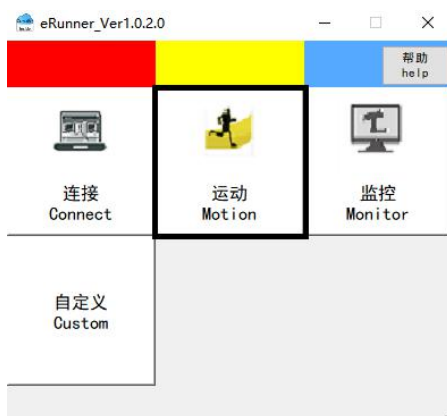 eRunner_Ver1.0.2.0
帮助
help
连接
Connect
运动
Motion
监控
Monitor
自定义
Custom